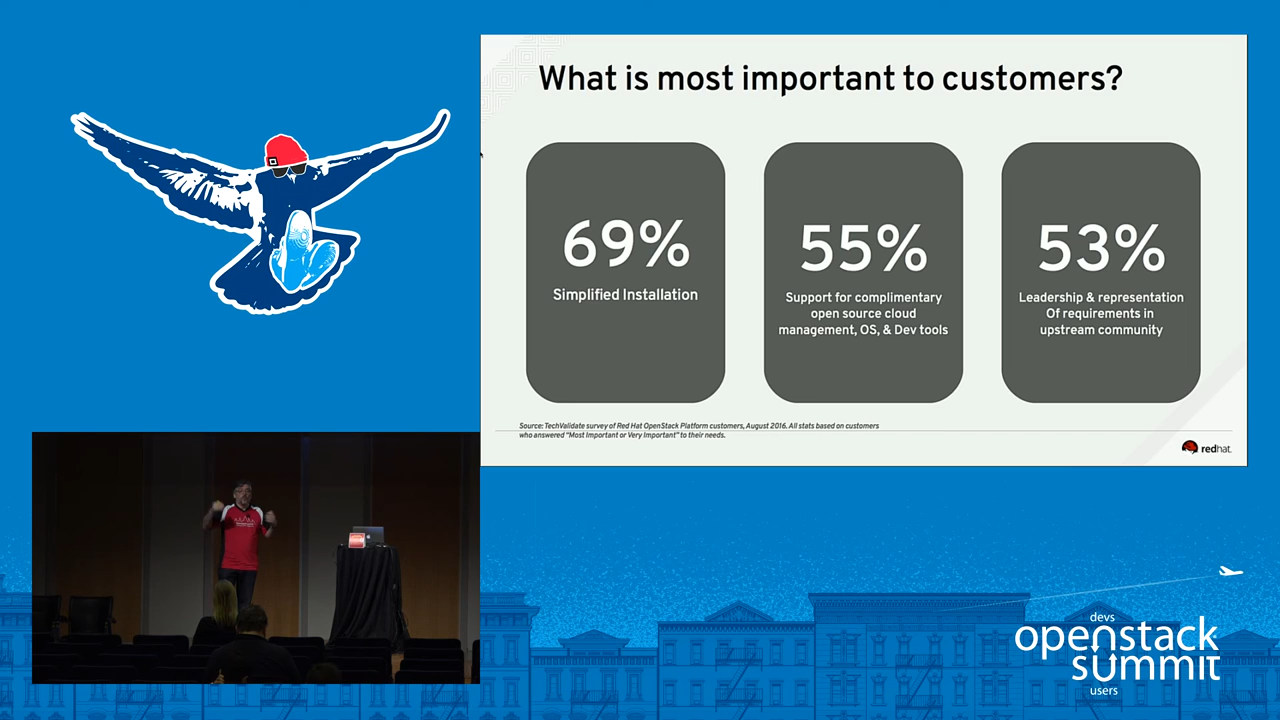 What is most important to customers?
69%
Simplified Installation
55%
Support for complimentary
open source cloud
management, OS, & Dev tools
53%
Leadership & representation
Of requirements in
upstream community
Source: TechValidate survey of Red Hat OpenStack Platform customers, August 2016. All stats based on customers
who answered “Most Important or Very Important” to their needs.
redhat.
devs
openstack
summit
users